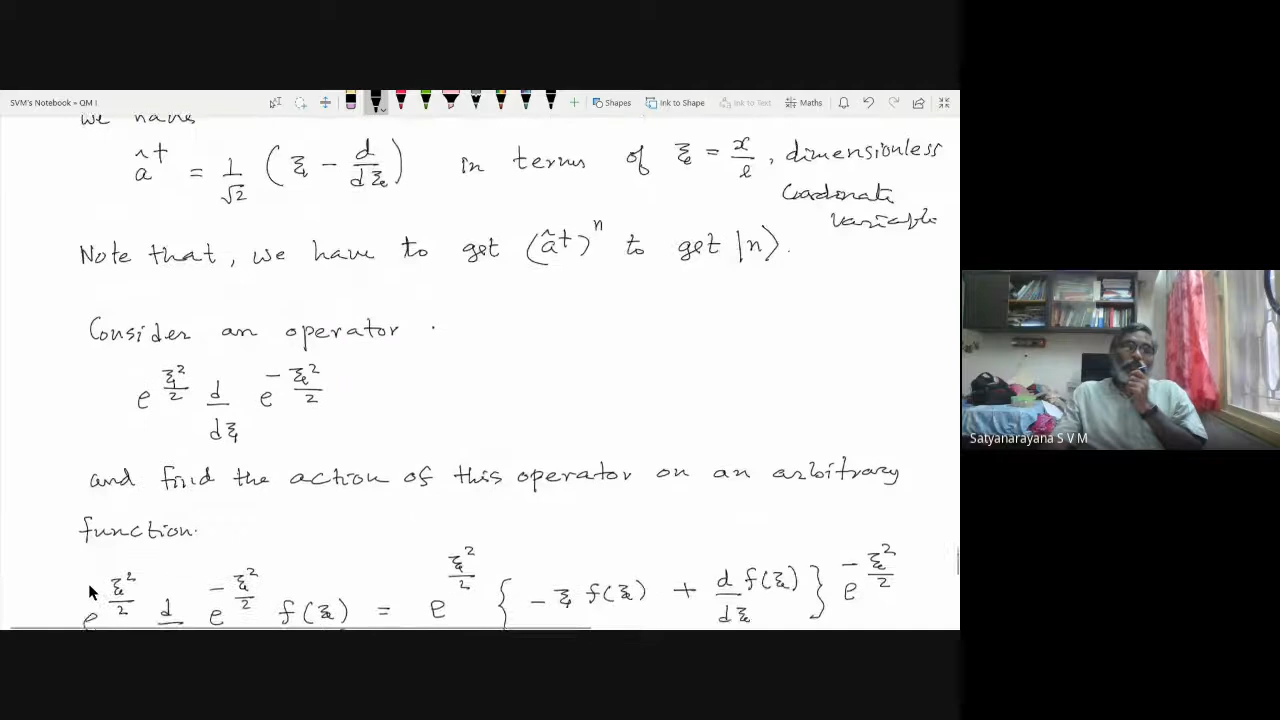 SVM's Notebook » QM I
Shapes
Ink to Shape
Ink to Text
Maths
we have
â† = 1/√2 (ξ - d/dξ) in terms of ξ = x/l, dimensionless
Coordinate
variable
Note that, we have to get (â†)^n to get |n⟩.
Consider an operator
e^(ξ²/2) d/dξ e^(-ξ²/2)
and find the action of this operator on an arbitrary
function.
e^(ξ²/2) d e^(-ξ²/2) f(ξ) = e^(ξ²/2) { -ξ f(ξ) + d/dξ f(ξ) } e^(-ξ²/2)
Satyanarayana S V M